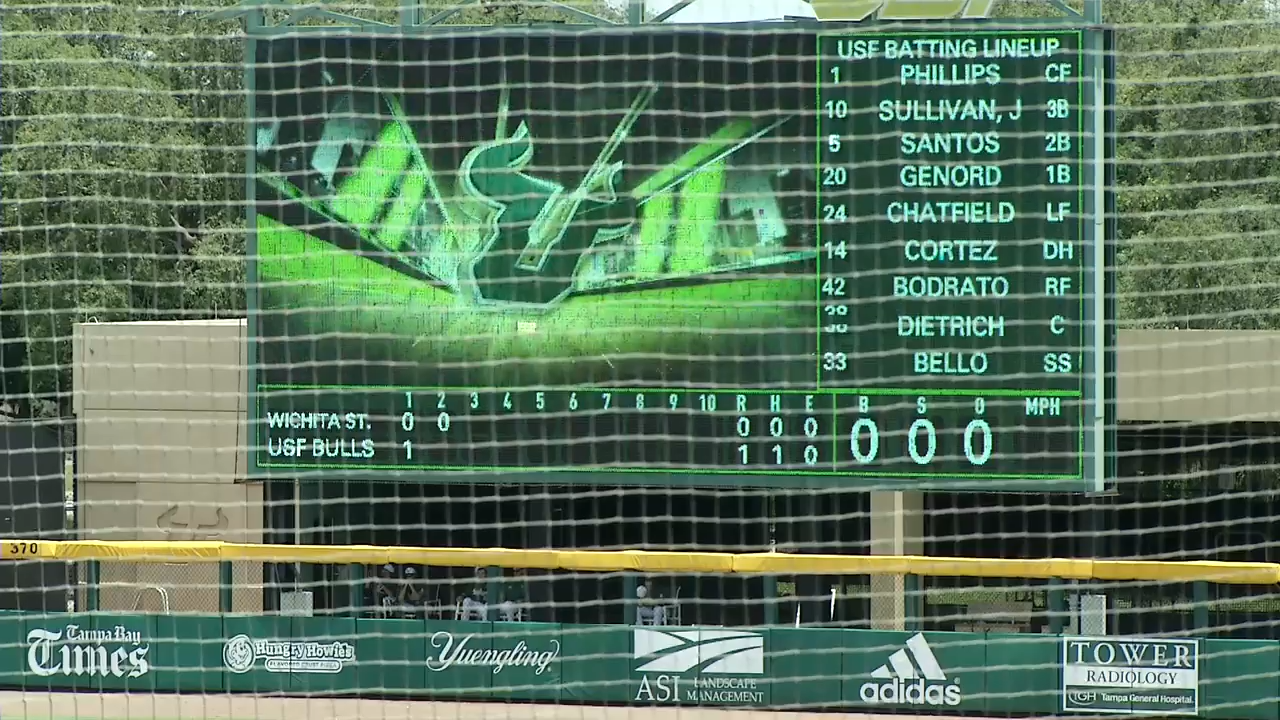 USF BATTING LINEUP
1 PHILLIPS CF
10 SULLIVAN, J 3B
5 SANTOS 2B
20 GENORD 1B
24 CHATFIELD LF
14 CORTEZ DH
42 BODRATO RF
DIETRICH C
33 BELLO SS
1 2 3 4 5 6 7 8 9 10 R H E B S O MPH
WICHITA ST. 0 0 0 0 0 0 0 0
USF BULLS 1 1 1 0
370
Tampa Bay
Times
Hungry Howie's
FLAVORED CRUST PIZZA
Yuengling
ASI LANDSCAPE
MANAGEMENT
adidas
TOWER
RADIOLOGY
TGH Tampa General Hospital.